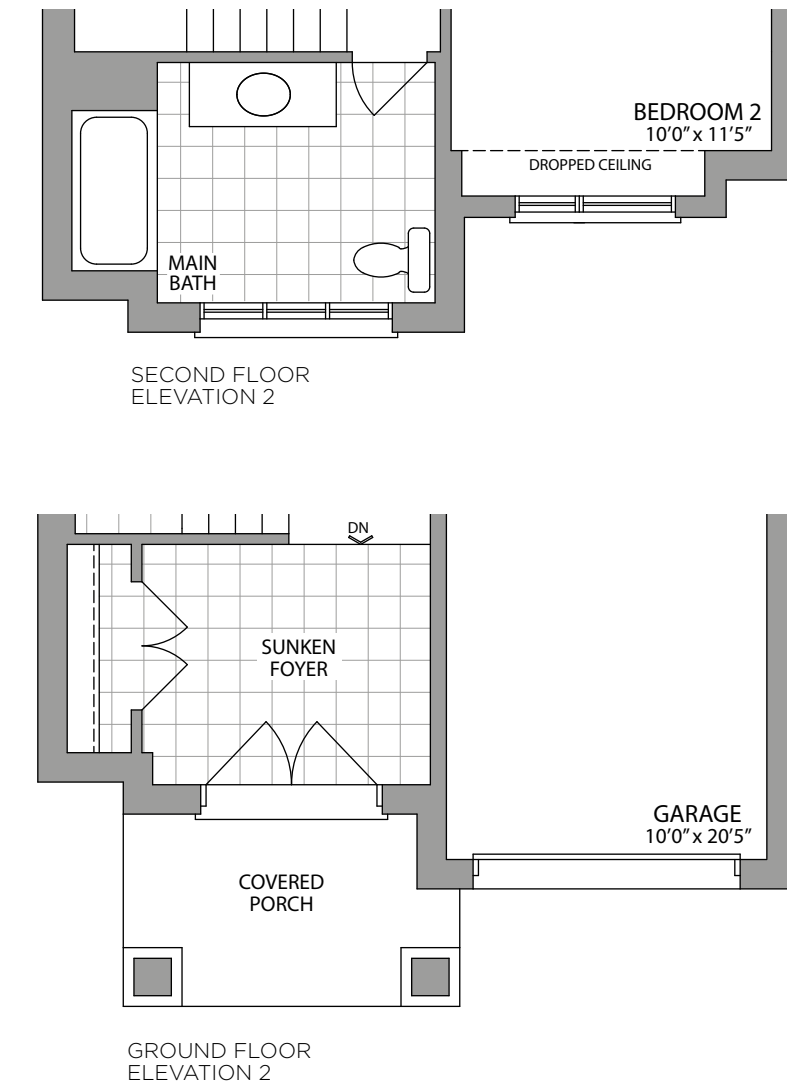 BEDROOM 2
10'0" x 11'5"
DROPPED CEILING
MAIN
BATH
SECOND FLOOR
ELEVATION 2
DN
SUNKEN
FOYER
GARAGE
10'0" x 20'5"
COVERED
PORCH
GROUND FLOOR
ELEVATION 2